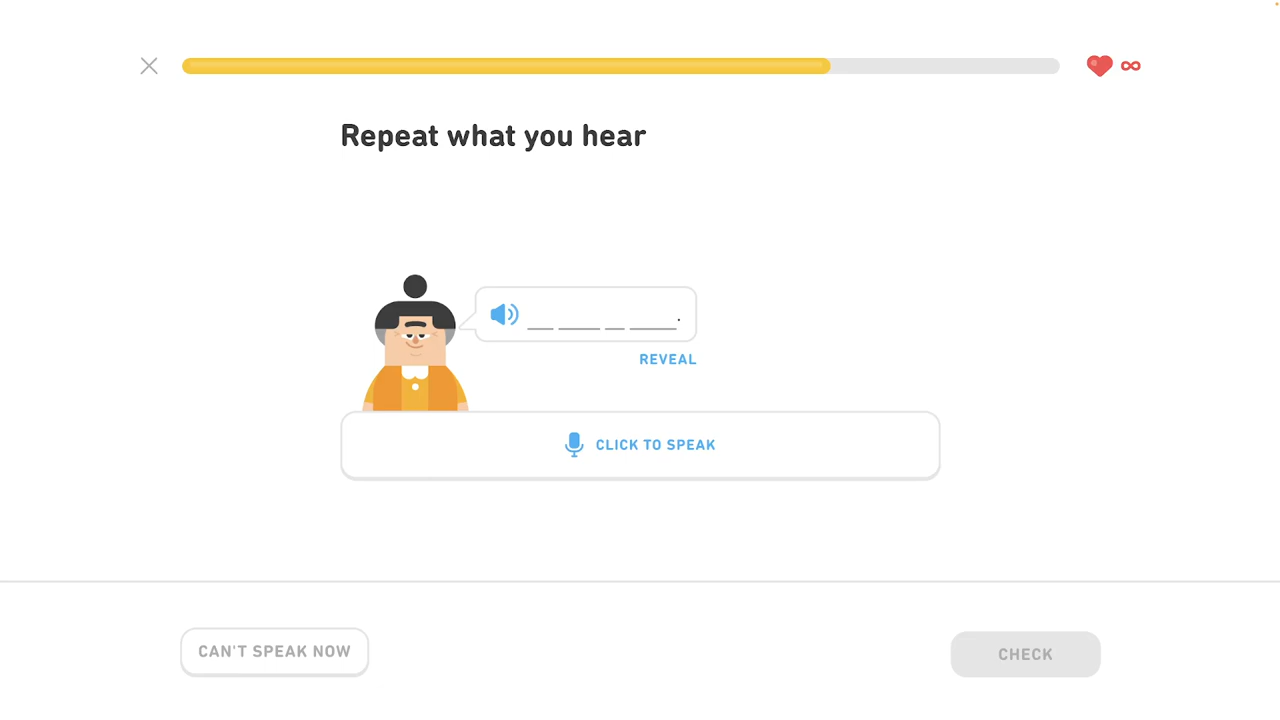 Repeat what you hear
.
REVEAL
CLICK TO SPEAK
CAN'T SPEAK NOW
CHECK